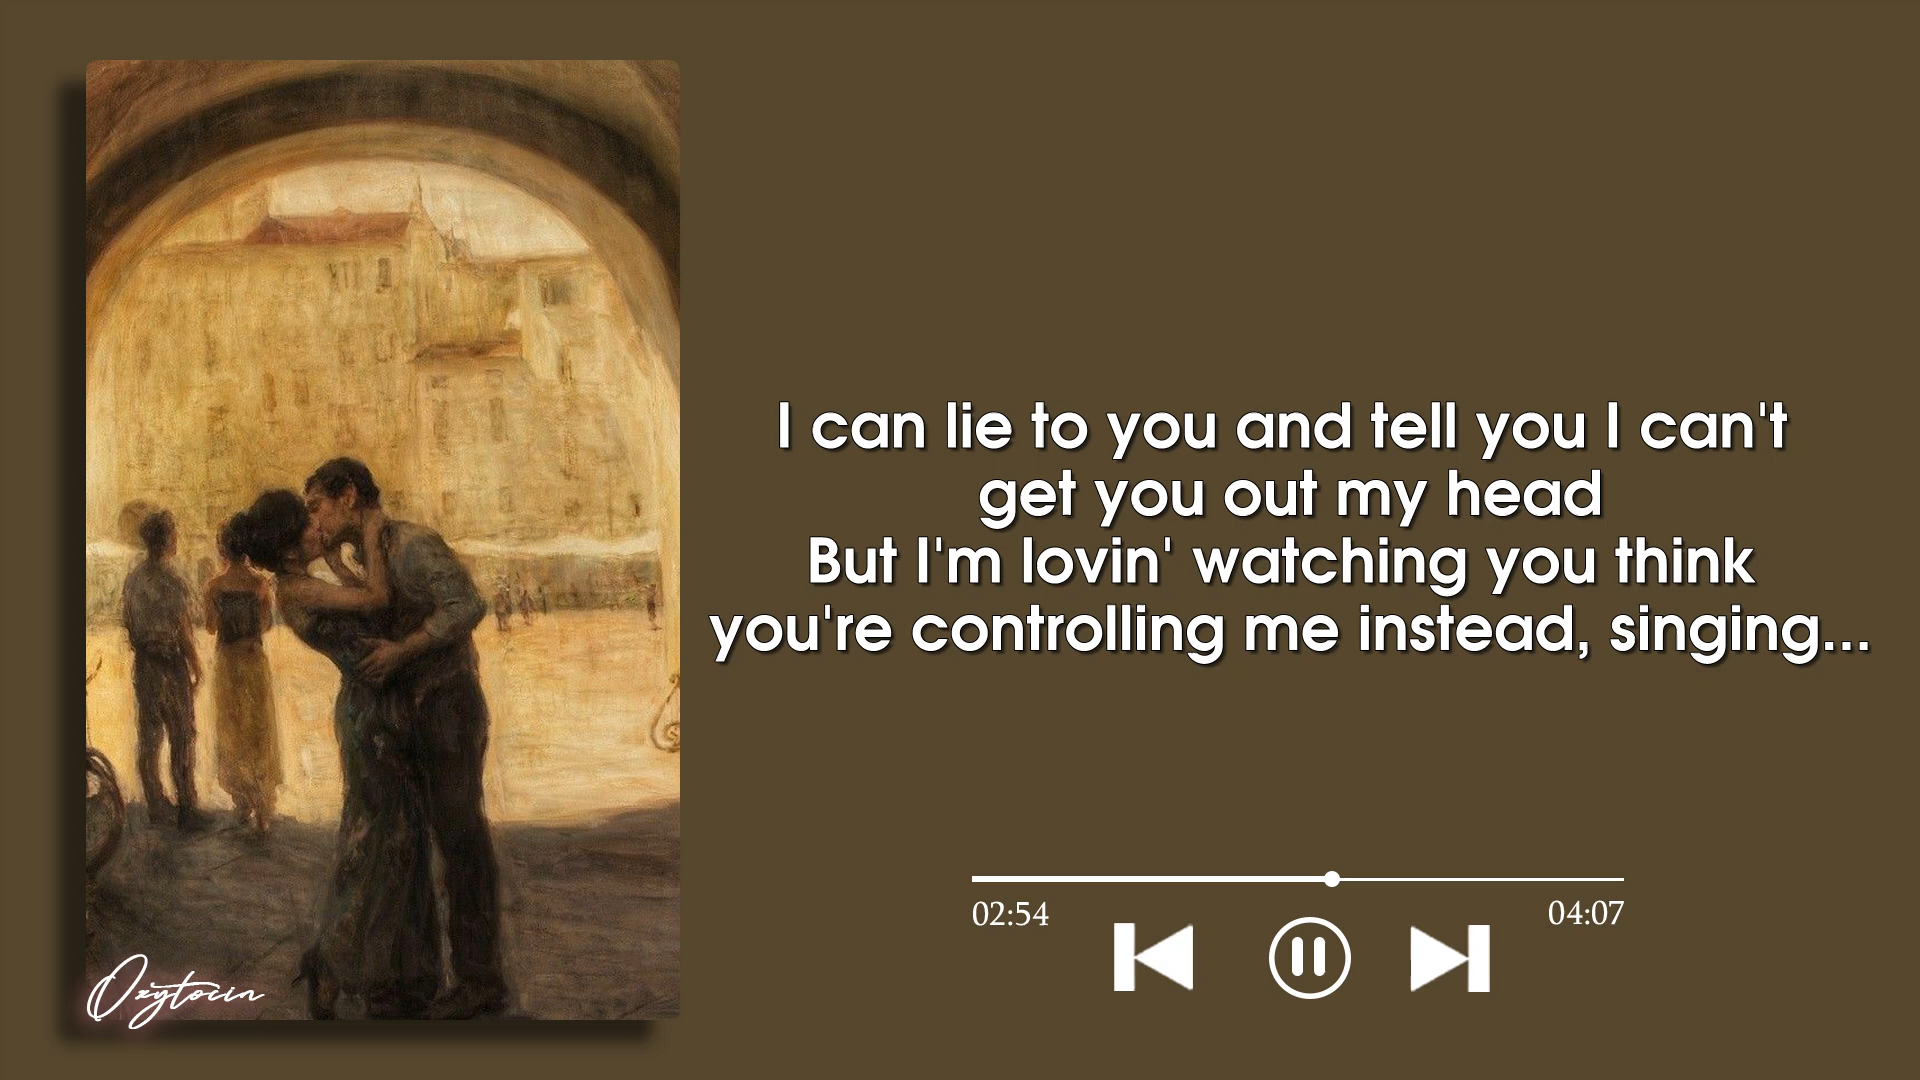 I can lie to you and tell you I can't
get you out my head
But I'm lovin' watching you think
you're controlling me instead, singing...
02:54
04:07
Oxytocin